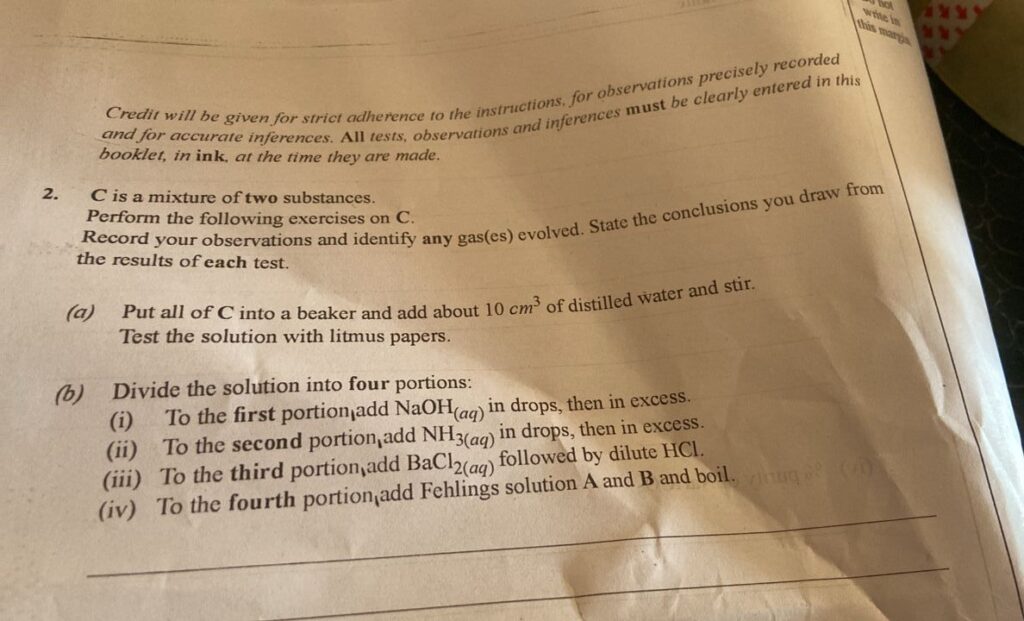 not
write in
this margin
Credit will be given for strict adherence to the instructions, for observations precisely recorded
and for accurate inferences. All tests, observations and inferences must be clearly entered in this
booklet, in ink, at the time they are made.
2. C is a mixture of two substances.
Perform the following exercises on C.
Record your observations and identify any gas(es) evolved. State the conclusions you draw from
the results of each test.
(a) Put all of C into a beaker and add about 10 cm³ of distilled water and stir.
Test the solution with litmus papers.
(b) Divide the solution into four portions:
(i) To the first portion,add NaOH(aq) in drops, then in excess.
(ii) To the second portion,add NH₃(aq) in drops, then in excess.
(iii) To the third portion,add BaCl₂(aq) followed by dilute HCl.
(iv) To the fourth portion,add Fehlings solution A and B and boil.